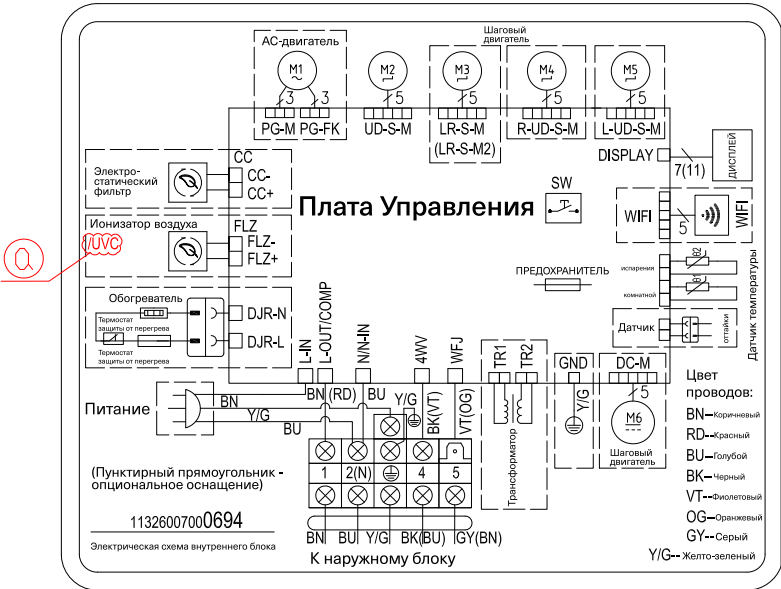 AC-двигатель
Шаговый
двигатель
M1
~
M2
M3
M4
M5
3
3
5
5
5
5
PG-M
PG-FK
UD-S-M
LR-S-M
(LR-S-M2)
R-UD-S-M
L-UD-S-M
DISPLAY
7(11)
ДИСПЛЕЙ
Электро-
статический
фильтр
CC
CC-
CC+
Плата Управления
SW
WIFI
5
WIFI
Ионизатор воздуха
/UVC
a
FLZ
FLZ-
FLZ+
ПРЕДОХРАНИТЕЛЬ
испарения
комнатной
θ2
θ1
Датчик температуры
Обогреватель
Термостат
защиты от перегрева
Термостат
защиты от перегрева
DJR-N
DJR-L
Датчик
оттайки
L-IN
L-OUT/COMP
N/N-IN
4WV
WFJ
TR1
TR2
GND
DC-M
Питание
BN
(RD)
BU
BN
Y/G
BU
Y/G
BK(VT)
VT(OG)
Трансформатор
Y/G
5
M6
Шаговый
двигатель
1
2(N)
4
5
(Пунктирный прямоугольник -
опциональное оснащение)
11326007000694
Электрическая схема внутреннего блока
BN
BU
Y/G
BK(BU)
GY(BN)
К наружному блоку
Цвет
проводов:
BN–Коричневый
RD--Красный
BU–Голубой
BK–Черный
VT--Фиолетовый
OG–Оранжевый
GY–Серый
Y/G-- Желто-зеленый